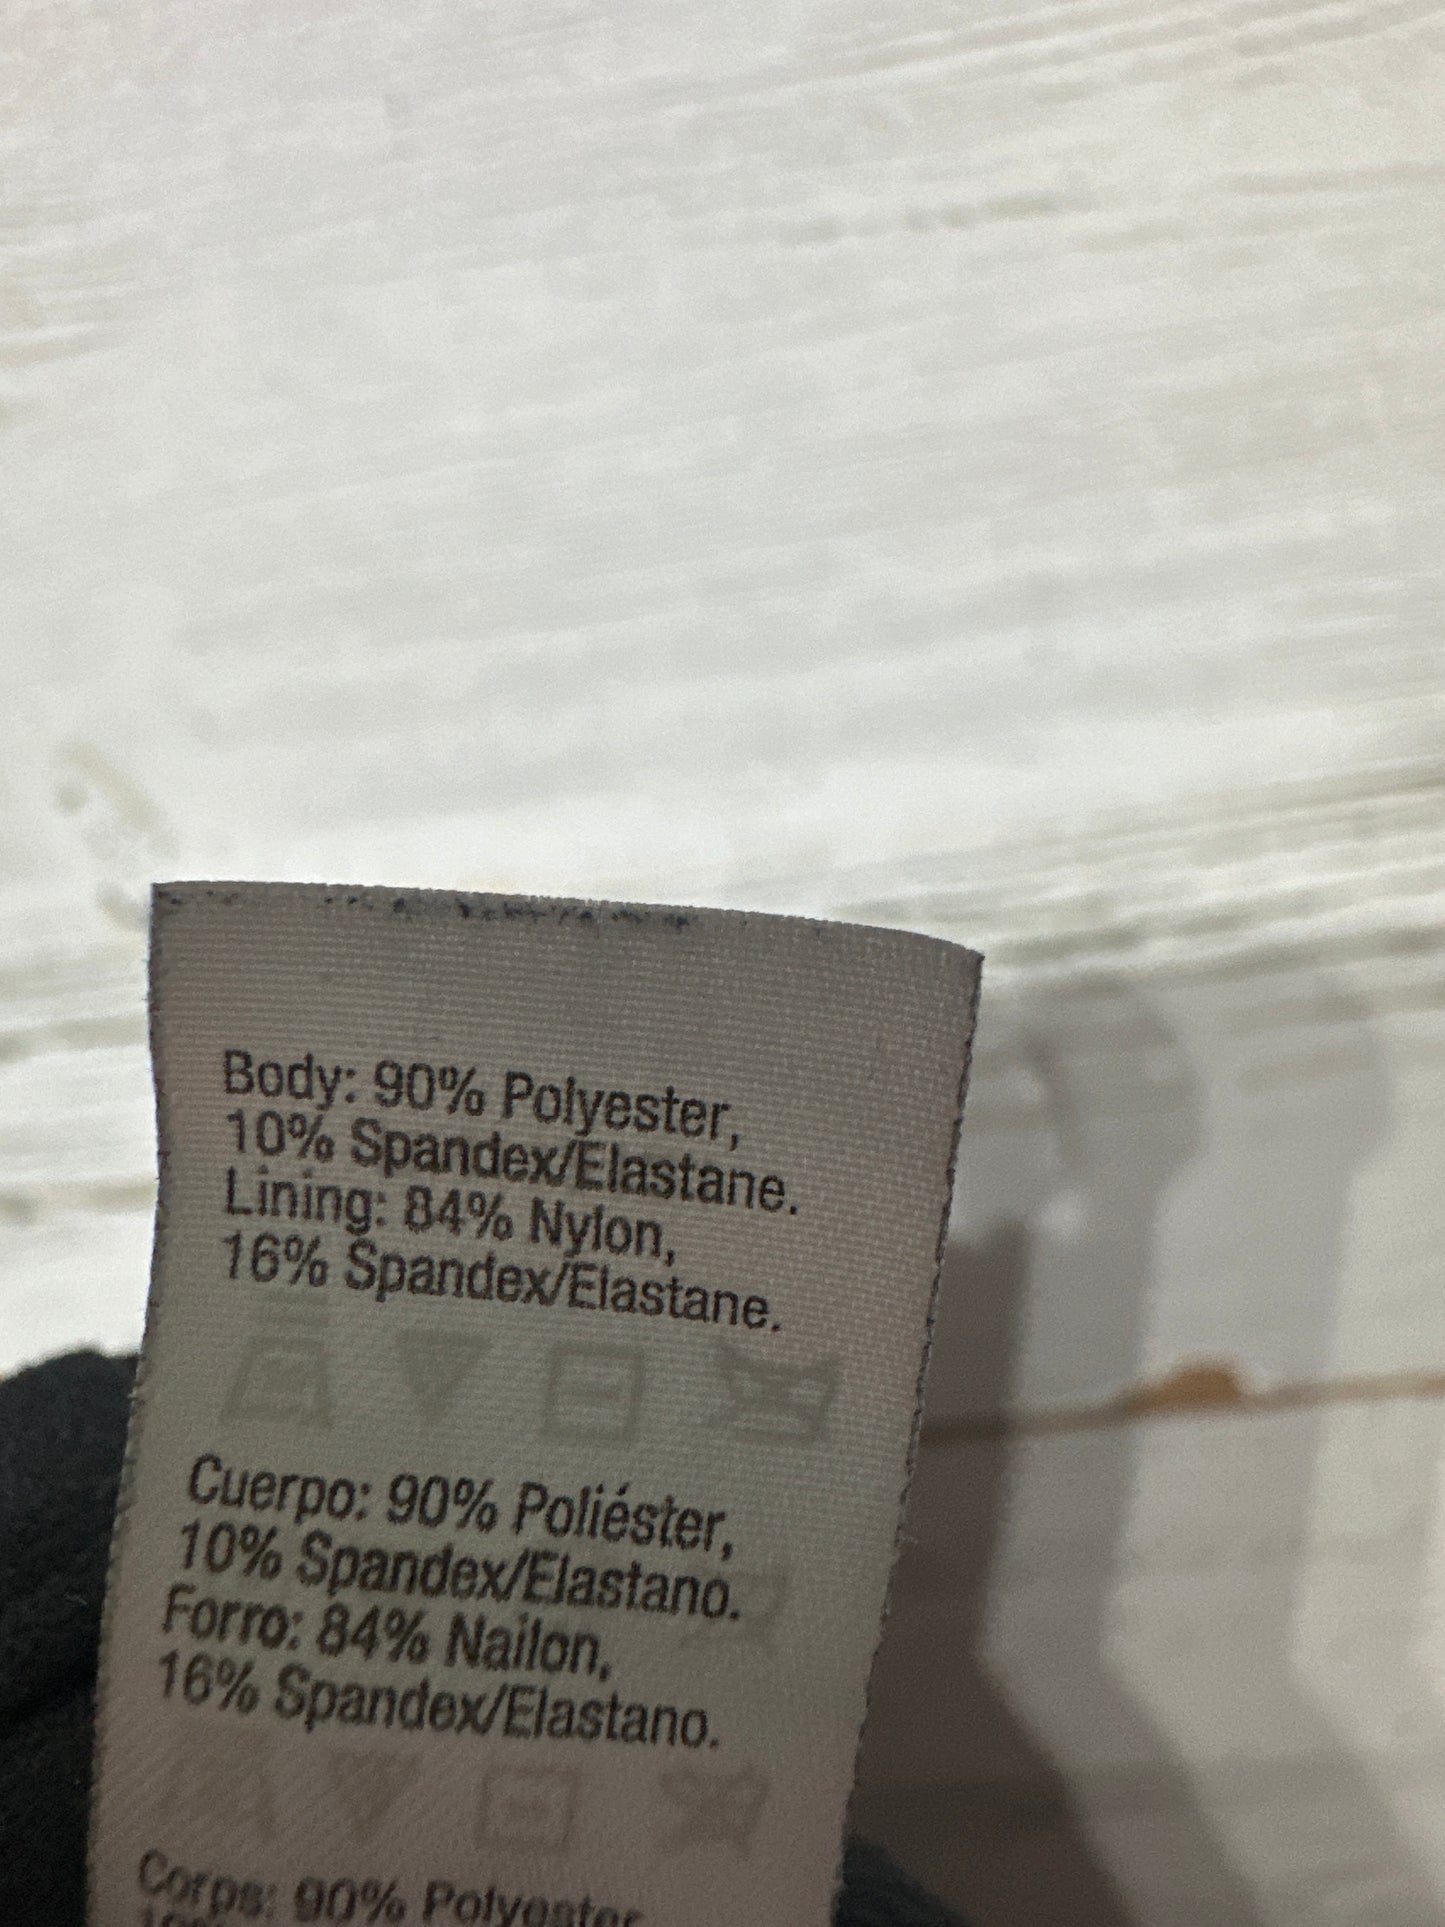 Body: 90% Polyester,
10% Spandex/Elastane.
Lining: 84% Nylon,
16% Spandex/Elastane.
Cuerpo: 90% Poliéster,
10% Spandex/Elastano.
Forro: 84% Nailon,
16% Spandex/Elastano.
Corps: 90% Polyester
10%